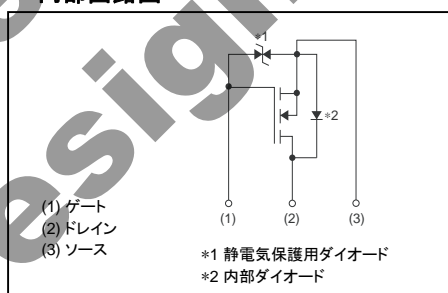 内部回路図
*1
*2
(1) ゲート
(2) ドレイン
(3) ソース
(1)
(2)
(3)
*1 静電気保護用ダイオード
*2 内部ダイオード